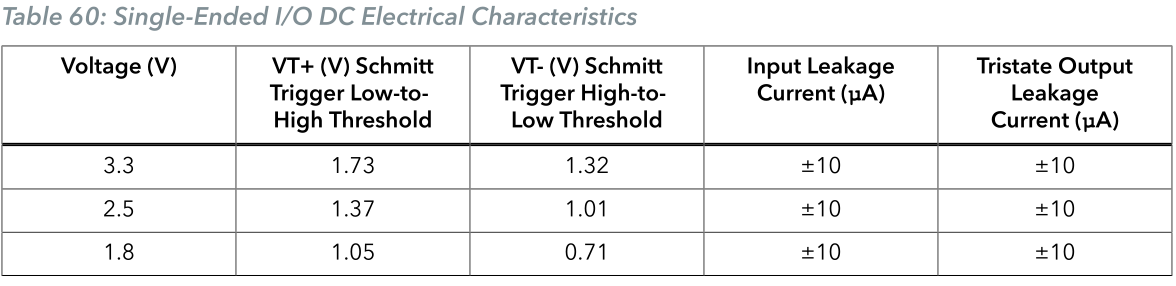 Table 60: Single-Ended I/O DC Electrical Characteristics
Voltage (V) VT+ (V) Schmitt Trigger Low-to-High Threshold VT- (V) Schmitt Trigger High-to-Low Threshold Input Leakage Current (µA) Tristate Output Leakage Current (µA)
3.3 1.73 1.32 ±10 ±10
2.5 1.37 1.01 ±10 ±10
1.8 1.05 0.71 ±10 ±10